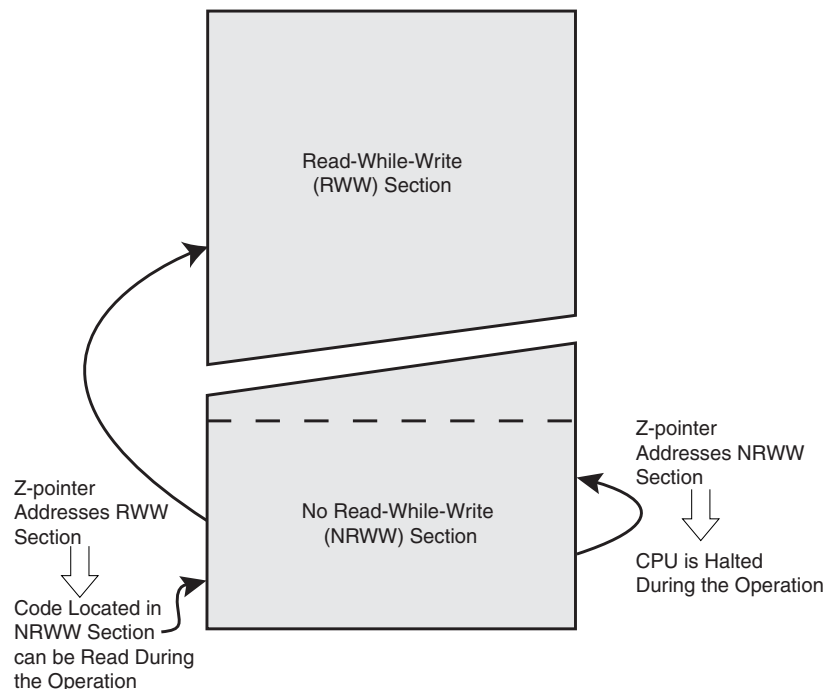 Read-While-Write
(RWW) Section
Z-pointer
Addresses NRWW
Section
CPU is Halted
During the Operation
No Read-While-Write
(NRWW) Section
Z-pointer
Addresses RWW
Section
Code Located in
NRWW Section
can be Read During
the Operation